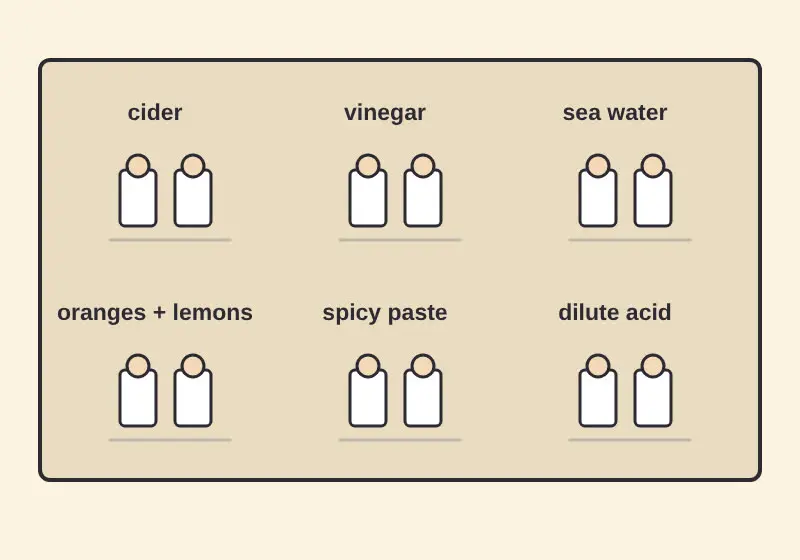 cider
vinegar
sea water
oranges + lemons
spicy paste
dilute acid